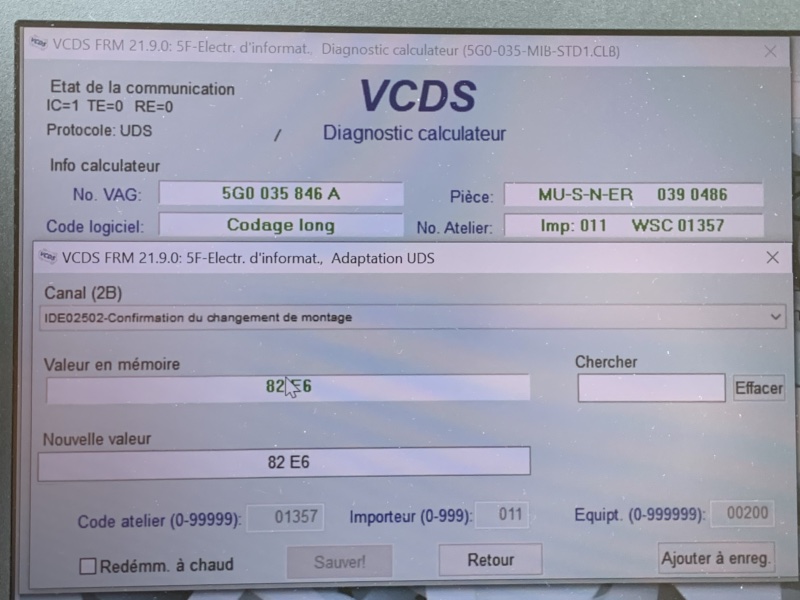 VCDS FRM 21.9.0: 5F-Electr. d'informat., Diagnostic calculateur (5G0-035-MIB-STD1.CLB)
Etat de la communication
IC=1 TE=0 RE=0
Protocole: UDS
/
VCDS
Diagnostic calculateur
Info calculateur
No. VAG: 5G0 035 846 A Pièce: MU-S-N-ER 039 0486
Code logiciel: Codage long No. Atelier: Imp: 011 WSC 01357
VCDS FRM 21.9.0: 5F-Electr. d'informat., Adaptation UDS
Canal (2B)
IDE02502-Confirmation du changement de montage
Valeur en mémoire Chercher
82 E6 Effacer
Nouvelle valeur
82 E6
Code atelier (0-99999): 01357 Importeur (0-999): 011 Equipt. (0-999999): 00200
Redémm. à chaud Sauver! Retour Ajouter à enreg.